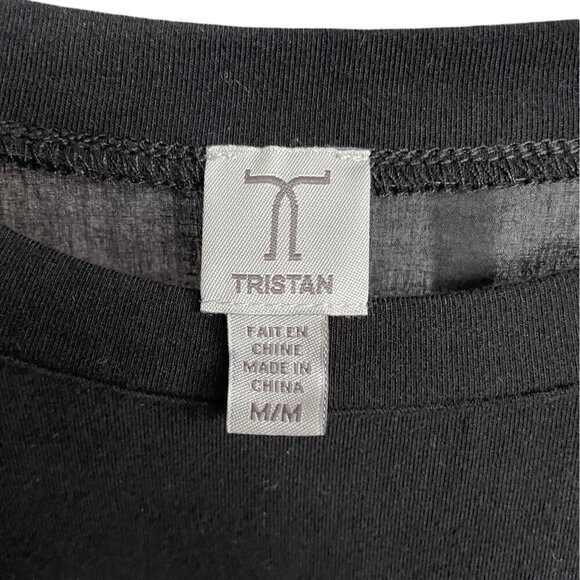 TRISTAN
FAIT EN
CHINE
MADE IN
CHINA
M/M